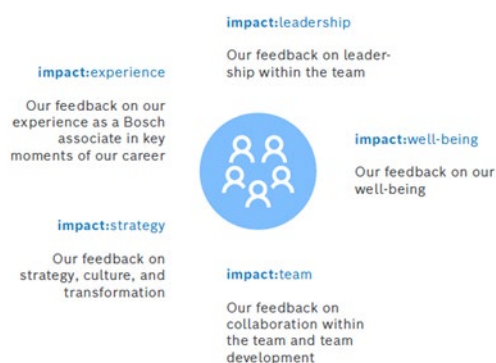 impact:leadership
Our feedback on leader-
ship within the team
impact:experience
Our feedback on our
experience as a Bosch
associate in key
moments of our career
impact:well-being
Our feedback on our
well-being
impact:strategy
Our feedback on
strategy, culture, and
transformation
impact:team
Our feedback on
collaboration within
the team and team
development